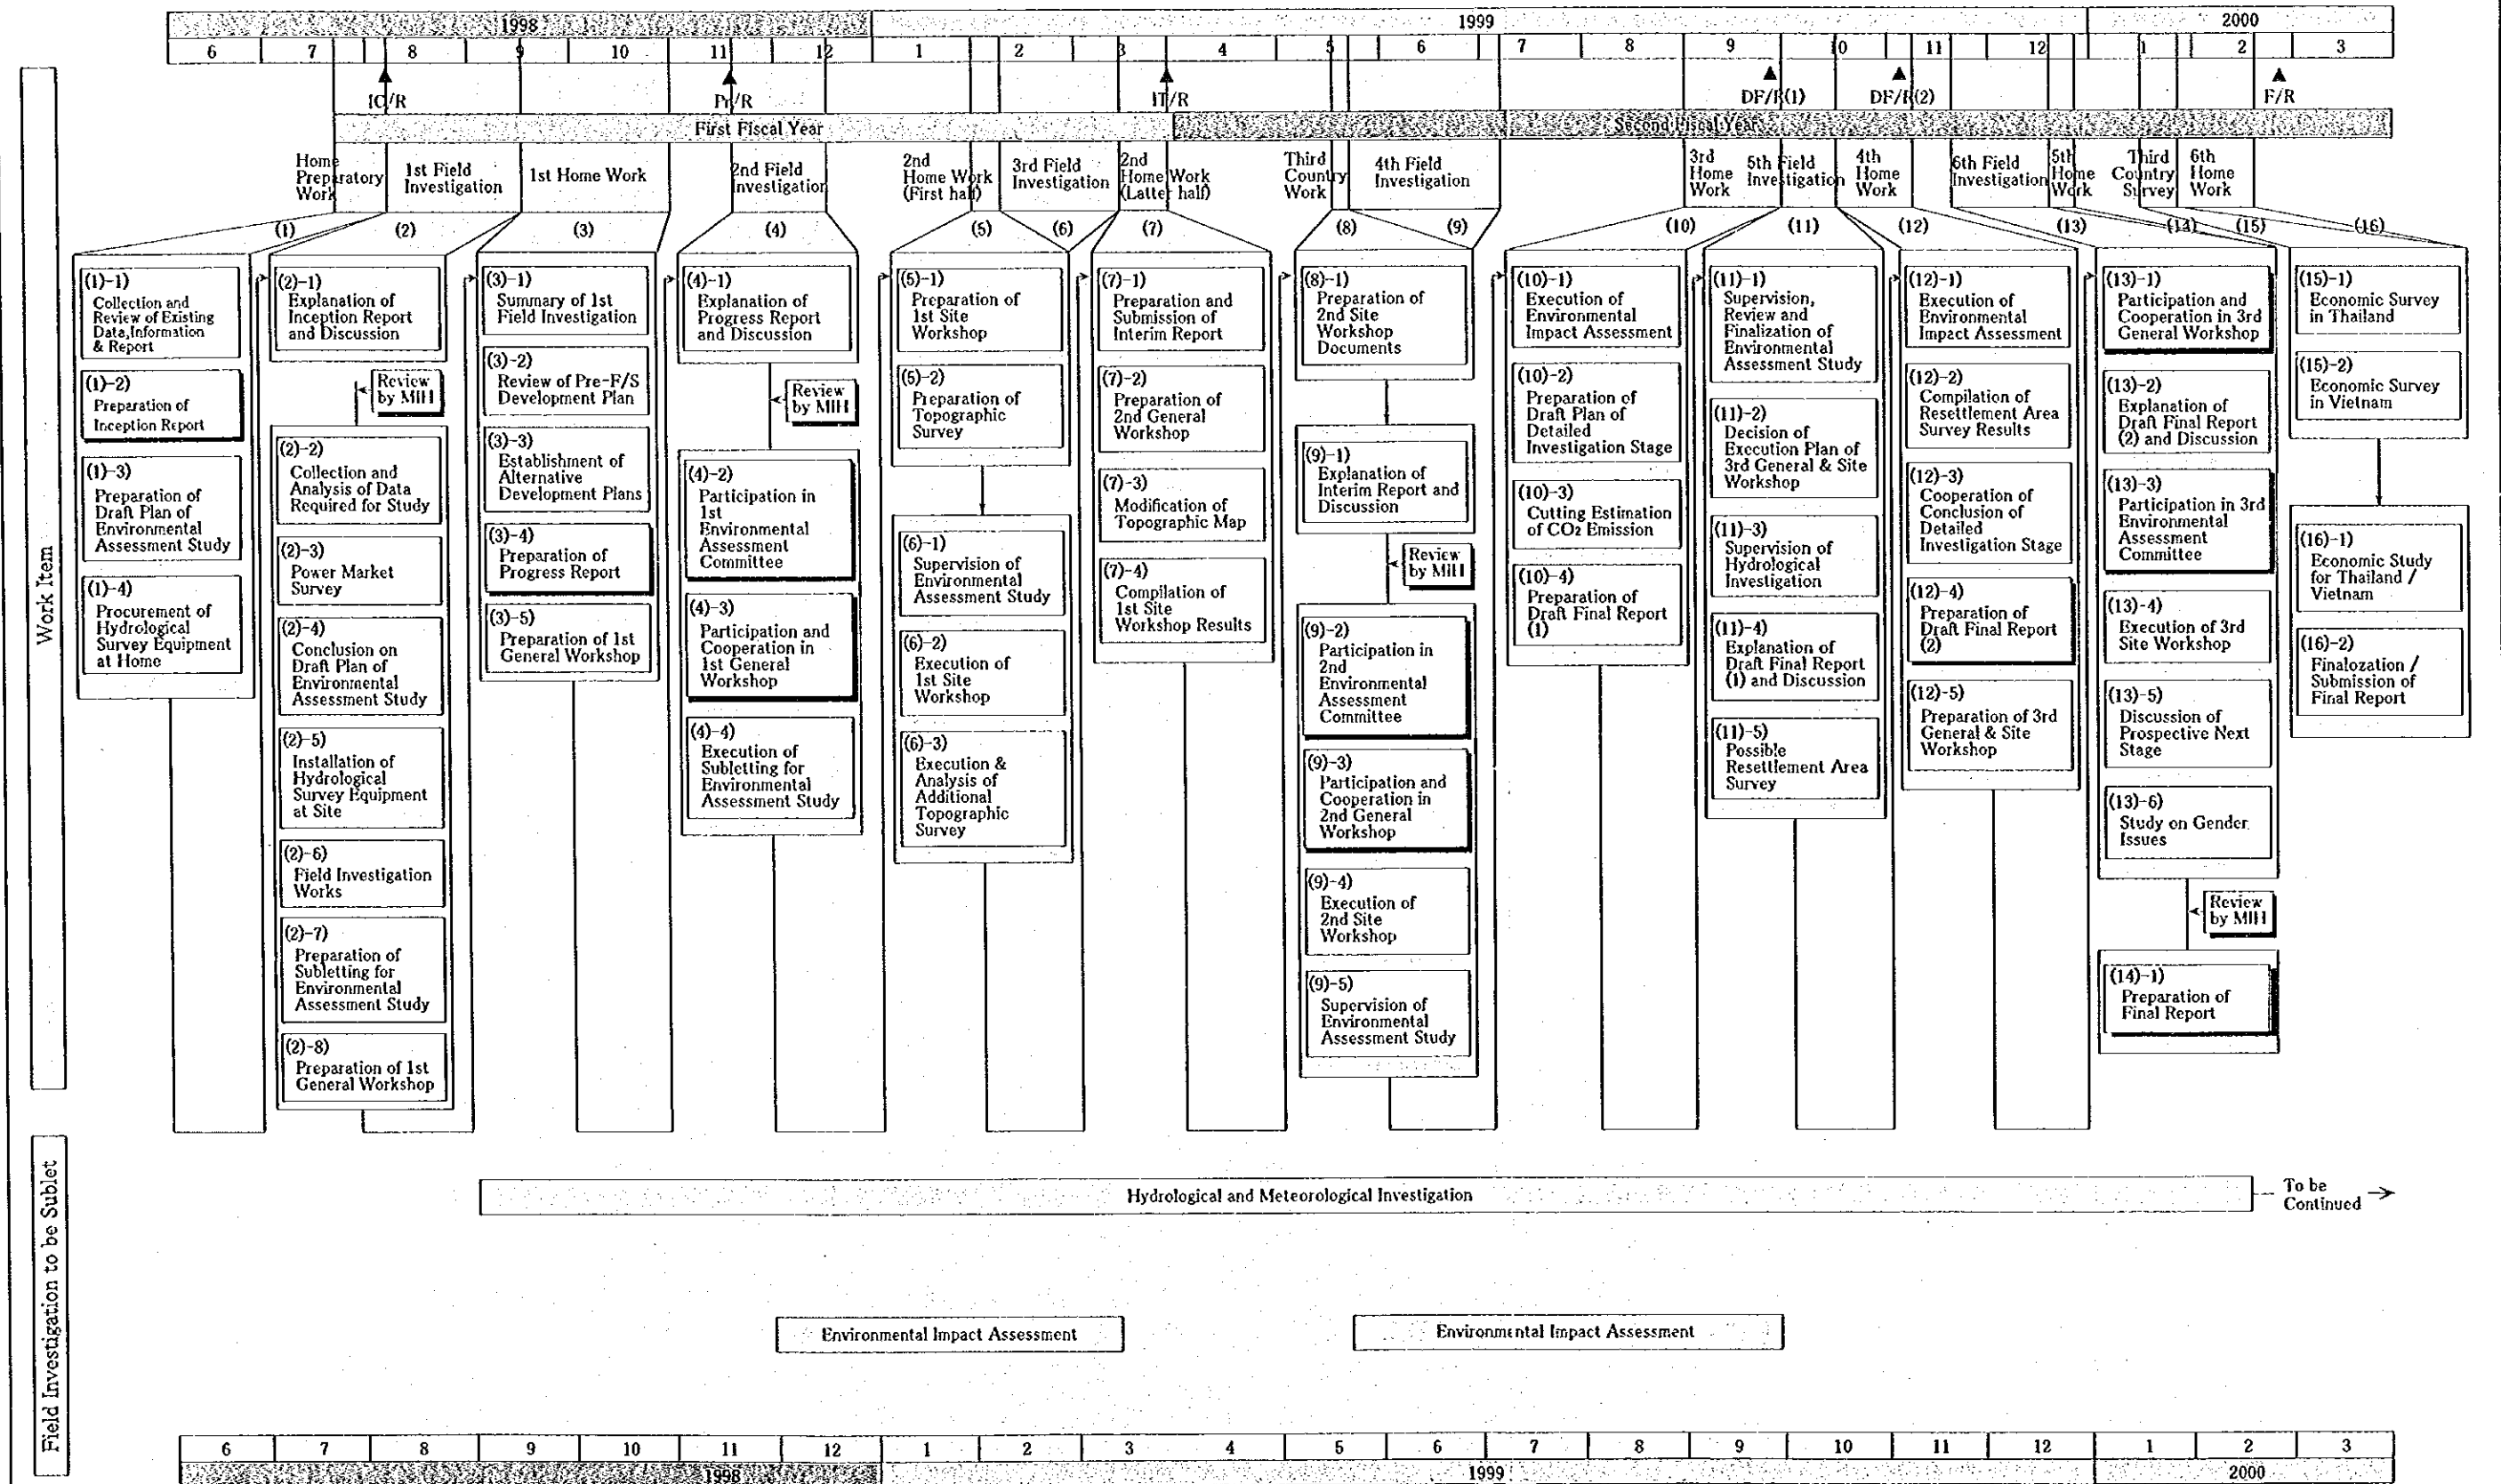 1998
1999
2000
6 7 8 9 10 11 12 1 2 3 4 5 6 7 8 9 10 11 12 1 2 3
IC/R
Pr/R
IT/R
DF/R(1)
DF/R(2)
F/R
First Fiscal Year
Second Fiscal Year
Home
Preparatory
Work
1st Field
Investigation
1st Home Work
2nd Field
Investigation
2nd
Home Work
(First half)
3rd Field
Investigation
2nd
Home Work
(Latter half)
Third
Country
Work
4th Field
Investigation
3rd
Home
Work
5th Field
Investigation
4th
Home
Work
6th Field
Investigation
5th
Home
Work
Third
Country
Survey
6th
Home
Work
(1) (2) (3) (4) (5) (6) (7) (8) (9) (10) (11) (12) (13) (14) (15) (16)
Work Item
(1)-1)
Collection and
Review of Existing
Data,Information
& Report
(1)-2)
Preparation of
Inception Report
(1)-3)
Preparation of
Draft Plan of
Environmental
Assessment Study
(1)-4)
Procurement of
Hydrological
Survey Equipment
at Home
(2)-1)
Explanation of
Inception Report
and Discussion
Review
by MIH
(2)-2)
Collection and
Analysis of Data
Required for Study
(2)-3)
Power Market
Survey
(2)-4)
Conclusion on
Draft Plan of
Environmental
Assessment Study
(2)-5)
Installation of
Hydrological
Survey Equipment
at Site
(2)-6)
Field Investigation
Works
(2)-7)
Preparation of
Subletting for
Environmental
Assessment Study
(2)-8)
Preparation of 1st
General Workshop
(3)-1)
Summary of 1st
Field Investigation
(3)-2)
Review of Pre-F/S
Development Plan
(3)-3)
Establishment of
Alternative
Development Plans
(3)-4)
Preparation of
Progress Report
(3)-5)
Preparation of 1st
General Workshop
(4)-1)
Explanation of
Progress Report
and Discussion
Review
by MIH
(4)-2)
Participation in
1st
Environmental
Assessment
Committee
(4)-3)
Participation and
Cooperation in
1st General
Workshop
(4)-4)
Execution of
Subletting for
Environmental
Assessment Study
(5)-1)
Preparation of
1st Site
Workshop
(5)-2)
Preparation of
Topographic
Survey
(6)-1)
Supervision of
Environmental
Assessment Study
(6)-2)
Execution of
1st Site
Workshop
(6)-3)
Execution &
Analysis of
Additional
Topographic
Survey
(7)-1)
Preparation and
Submission of
Interim Report
(7)-2)
Preparation of
2nd General
Workshop
(7)-3)
Modification of
Topographic Map
(7)-4)
Compilation of
1st Site
Workshop Results
(8)-1)
Preparation of
2nd Site
Workshop
Documents
(9)-1)
Explanation of
Interim Report and
Discussion
Review
by MIH
(9)-2)
Participation in
2nd
Environmental
Assessment
Committee
(9)-3)
Participation and
Cooperation in
2nd General
Workshop
(9)-4)
Execution of
2nd Site
Workshop
(9)-5)
Supervision of
Environmental
Assessment Study
(10)-1)
Execution of
Environmental
Impact Assessment
(10)-2)
Preparation of
Draft Plan of
Detailed
Investigation Stage
(10)-3)
Cutting Estimation
of CO2 Emission
(10)-4)
Preparation of
Draft Final Report
(1)
(11)-1)
Supervision,
Review and
Finalization of
Environmental
Assessment Study
(11)-2)
Decision of
Execution Plan of
3rd General & Site
Workshop
(11)-3)
Supervision of
Hydrological
Investigation
(11)-4)
Explanation of
Draft Final Report
(1) and Discussion
(11)-5)
Possible
Resettlement Area
Survey
(12)-1)
Execution of
Environmental
Impact Assessment
(12)-2)
Compilation of
Resettlement Area
Survey Results
(12)-3)
Cooperation of
Conclusion of
Detailed
Investigation Stage
(12)-4)
Preparation of
Draft Final Report
(2)
(12)-5)
Preparation of 3rd
General & Site
Workshop
(13)-1)
Participation and
Cooperation in 3rd
General Workshop
(13)-2)
Explanation of
Draft Final Report
(2) and Discussion
(13)-3)
Participation in 3rd
Environmental
Assessment
Committee
(13)-4)
Execution of 3rd
Site Workshop
(13)-5)
Discussion of
Prospective Next
Stage
(13)-6)
Study on Gender
Issues
Review
by MIH
(14)-1)
Preparation of
Final Report
(15)-1)
Economic Survey
in Thailand
(15)-2)
Economic Survey
in Vietnam
(16)-1)
Economic Study
for Thailand /
Vietnam
(16)-2)
Finalozation /
Submission of
Final Report
Field Investigation to be Sublet
Hydrological and Meteorological Investigation
To be
Continued
Environmental Impact Assessment
Environmental Impact Assessment
6 7 8 9 10 11 12 1 2 3 4 5 6 7 8 9 10 11 12 1 2 3
1998
1999
2000